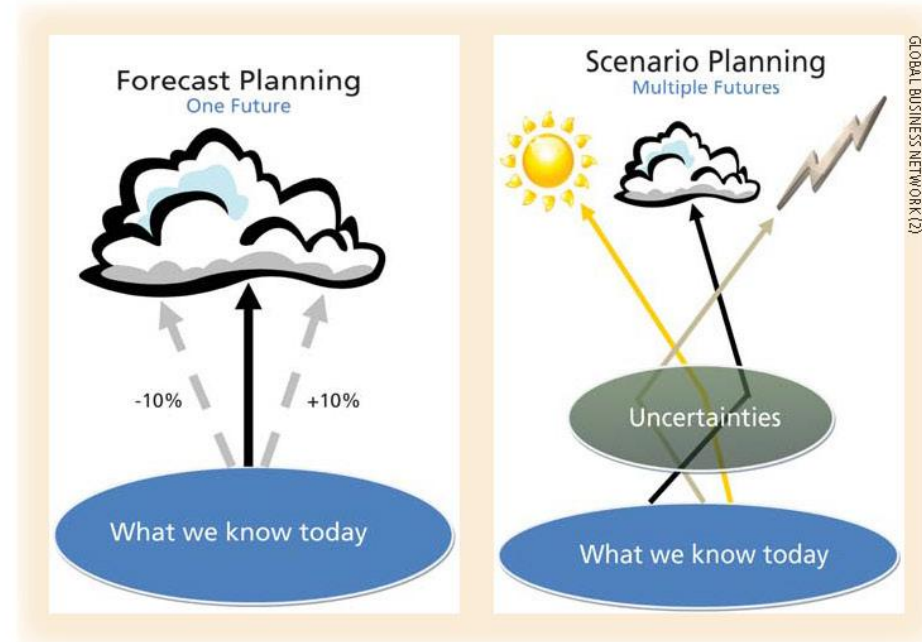 Forecast Planning
One Future
-10%
+10%
What we know today
Scenario Planning
Multiple Futures
Uncertainties
What we know today
GLOBAL BUSINESS NETWORK (2)